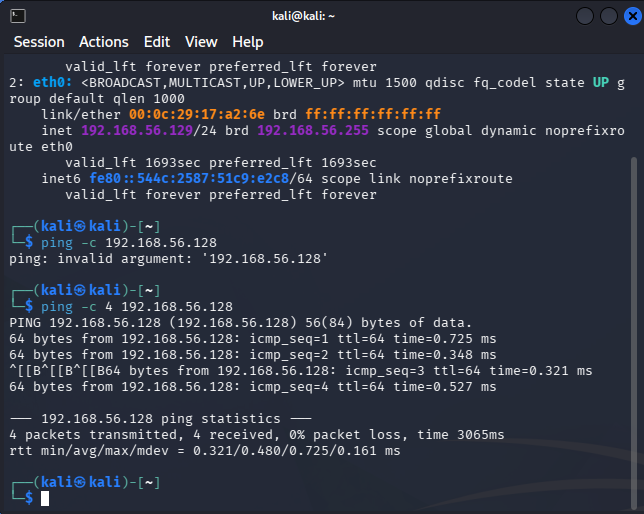 kali@kali: ~
Session Actions Edit View Help
valid_lft forever preferred_lft forever
2: eth0: <BROADCAST,MULTICAST,UP,LOWER_UP> mtu 1500 qdisc fq_codel state UP g
roup default qlen 1000
link/ether 00:0c:29:17:a2:6e brd ff:ff:ff:ff:ff:ff
inet 192.168.56.129/24 brd 192.168.56.255 scope global dynamic noprefixro
ute eth0
valid_lft 1693sec preferred_lft 1693sec
inet6 fe80::544c:2587:51c9:e2c8/64 scope link noprefixroute
valid_lft forever preferred_lft forever
┌──(kali㉿kali)-[~]
└─$ ping -c 192.168.56.128
ping: invalid argument: '192.168.56.128'
┌──(kali㉿kali)-[~]
└─$ ping -c 4 192.168.56.128
PING 192.168.56.128 (192.168.56.128) 56(84) bytes of data.
64 bytes from 192.168.56.128: icmp_seq=1 ttl=64 time=0.725 ms
64 bytes from 192.168.56.128: icmp_seq=2 ttl=64 time=0.348 ms
^[[B^[[B^[[B64 bytes from 192.168.56.128: icmp_seq=3 ttl=64 time=0.321 ms
64 bytes from 192.168.56.128: icmp_seq=4 ttl=64 time=0.527 ms
--- 192.168.56.128 ping statistics ---
4 packets transmitted, 4 received, 0% packet loss, time 3065ms
rtt min/avg/max/mdev = 0.321/0.480/0.725/0.161 ms
┌──(kali㉿kali)-[~]
└─$